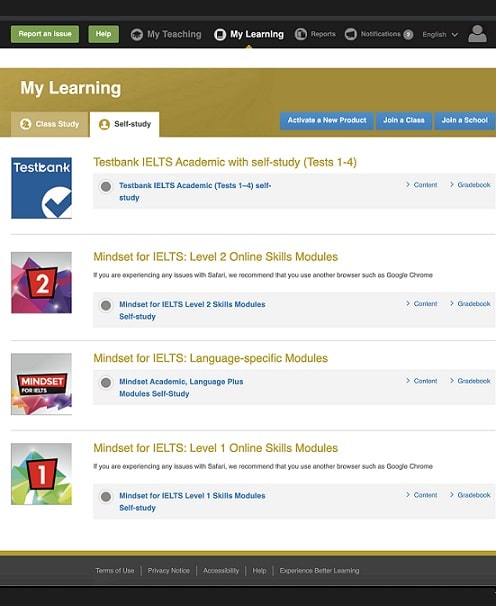 Report an Issue Help My Teaching My Learning Reports Notifications 2 English
My Learning
Class Study Self-study Activate a New Product Join a Class Join a School
Testbank
Testbank IELTS Academic with self-study (Tests 1-4)
Testbank IELTS Academic (Tests 1–4) self-
study
Content Gradebook
2
Mindset for IELTS: Level 2 Online Skills Modules
If you are experiencing any issues with Safari, we recommend that you use another browser such as Google Chrome
Mindset for IELTS Level 2 Skills Modules
Self-study
Content Gradebook
MINDSET
FOR IELTS
Mindset for IELTS: Language-specific Modules
Mindset Academic, Language Plus
Modules Self-Study
Content Gradebook
1
Mindset for IELTS: Level 1 Online Skills Modules
If you are experiencing any issues with Safari, we recommend that you use another browser such as Google Chrome
Mindset for IELTS Level 1 Skills Modules
Self-study
Content Gradebook
Terms of Use Privacy Notice Accessibility Help Experience Better Learning